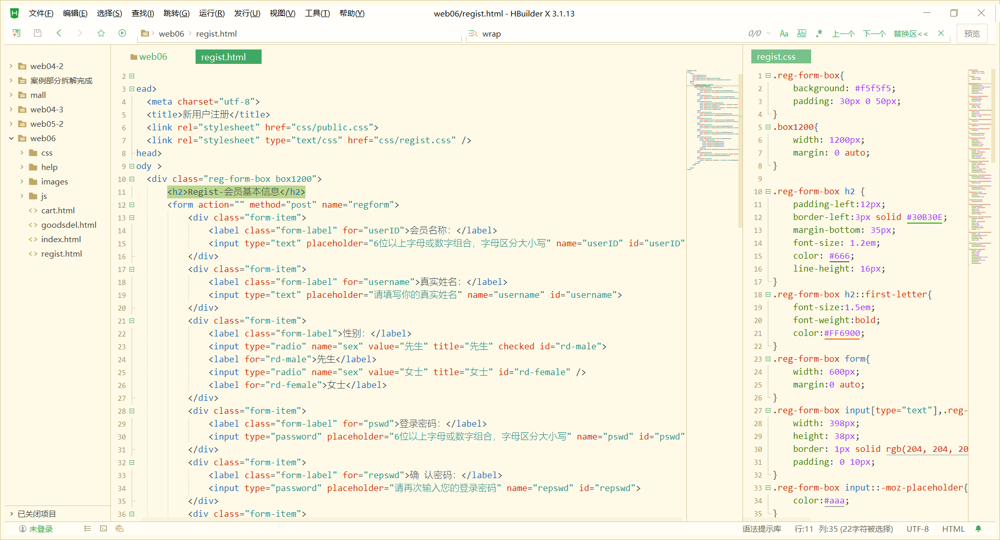 文件(F) 编辑(E) 选择(S) 查找(I) 跳转(G) 运行(R) 发行(U) 视图(V) 工具(T) 帮助(Y) web06/regist.html - HBuilder X 3.1.13
web06 > regist.html wrap 0/0 Aa Ab| .* 上一个 下一个 替换区<< 预览
web04-2
案例部分拆解完成
mall
web04-3
web05-2
web06
css
help
images
js
<> cart.html
<> goodsdel.html
<> index.html
<> regist.html
已关闭项目
web06 regist.html
2
3 ead>
4 <meta charset="utf-8">
5 <title>新用户注册</title>
6 <link rel="stylesheet" href="css/public.css">
7 <link rel="stylesheet" type="text/css" href="css/regist.css" />
8 head>
9 ody >
10 <div class="reg-form-box box1200">
11 <h2>Regist-会员基本信息</h2>
12 <form action="" method="post" name="regform">
13 <div class="form-item">
14 <label class="form-label" for="userID">会员名称：</label>
15 <input type="text" placeholder="6位以上字母或数字组合，字母区分大小写" name="userID" id="userID"
16 </div>
17 <div class="form-item">
18 <label class="form-label" for="username">真实姓名：</label>
19 <input type="text" placeholder="请填写你的真实姓名" name="username" id="username">
20 </div>
21 <div class="form-item">
22 <label class="form-label">性别：</label>
23 <input type="radio" name="sex" value="先生" title="先生" checked id="rd-male">
24 <label for="rd-male">先生</label>
25 <input type="radio" name="sex" value="女士" title="女士" id="rd-female" />
26 <label for="rd-female">女士</label>
27 </div>
28 <div class="form-item">
29 <label class="form-label" for="pswd">登录密码：</label>
30 <input type="password" placeholder="6位以上字母或数字组合，字母区分大小写" name="pswd" id="pswd"
31 </div>
32 <div class="form-item">
33 <label class="form-label" for="repswd">确 认密码：</label>
34 <input type="password" placeholder="请再次输入您的登录密码" name="repswd" id="repswd">
35 </div>
36 <div class="form-item">
regist.css
1 .reg-form-box{
2 background: #f5f5f5;
3 padding: 30px 0 50px;
4 }
5 .box1200{
6 width: 1200px;
7 margin: 0 auto;
8 }
9
10 .reg-form-box h2 {
11 padding-left:12px;
12 border-left:3px solid #30B30E;
13 margin-bottom: 35px;
14 font-size: 1.2em;
15 color: #666;
16 line-height: 16px;
17 }
18 .reg-form-box h2::first-letter{
19 font-size:1.5em;
20 font-weight:bold;
21 color:#FF6900;
22 }
23 .reg-form-box form{
24 width: 600px;
25 margin:0 auto;
26 }
27 .reg-form-box input[type="text"],.reg-
28 width: 398px;
29 height: 38px;
30 border: 1px solid rgb(204, 204, 20
31 padding: 0 10px;
32 }
33 .reg-form-box input::-moz-placeholder{
34 color:#aaa;
35 }
未登录 语法提示库 行:11 列:35 (22字符被选择) UTF-8 HTML